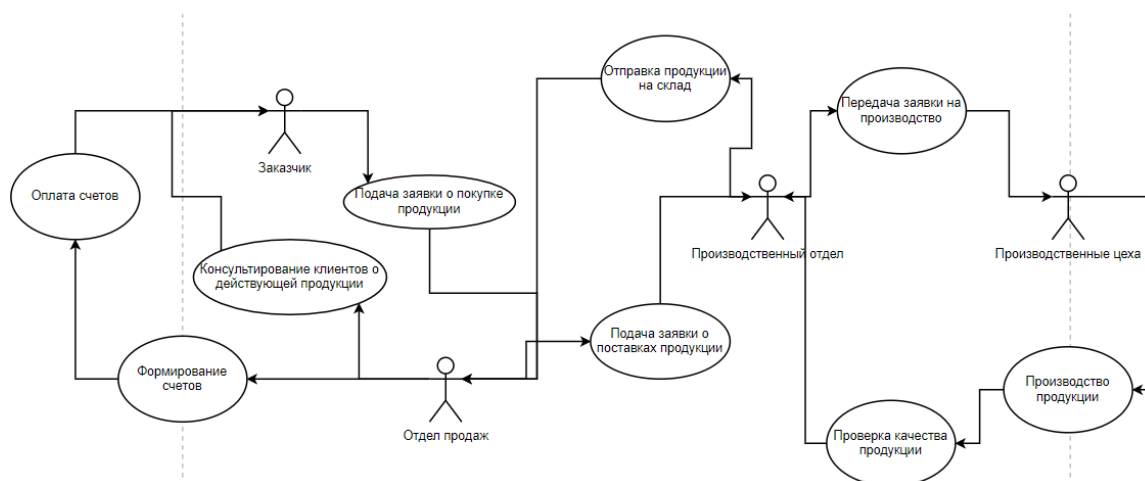 Отправка продукции
на склад
Передача заявки на
производство
Заказчик
Оплата счетов
Подача заявки о покупке
продукции
Производственный отдел
Производственные цеха
Консультирование клиентов о
действующей продукции
Подача заявки о
поставках продукции
Формирование
счетов
Отдел продаж
Производство
продукции
Проверка качества
продукции